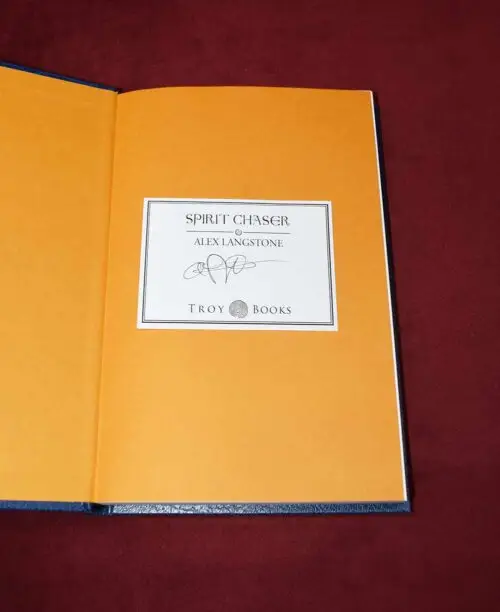 SPIRIT CHASER
ALEX LANGSTONE
TROY BOOKS